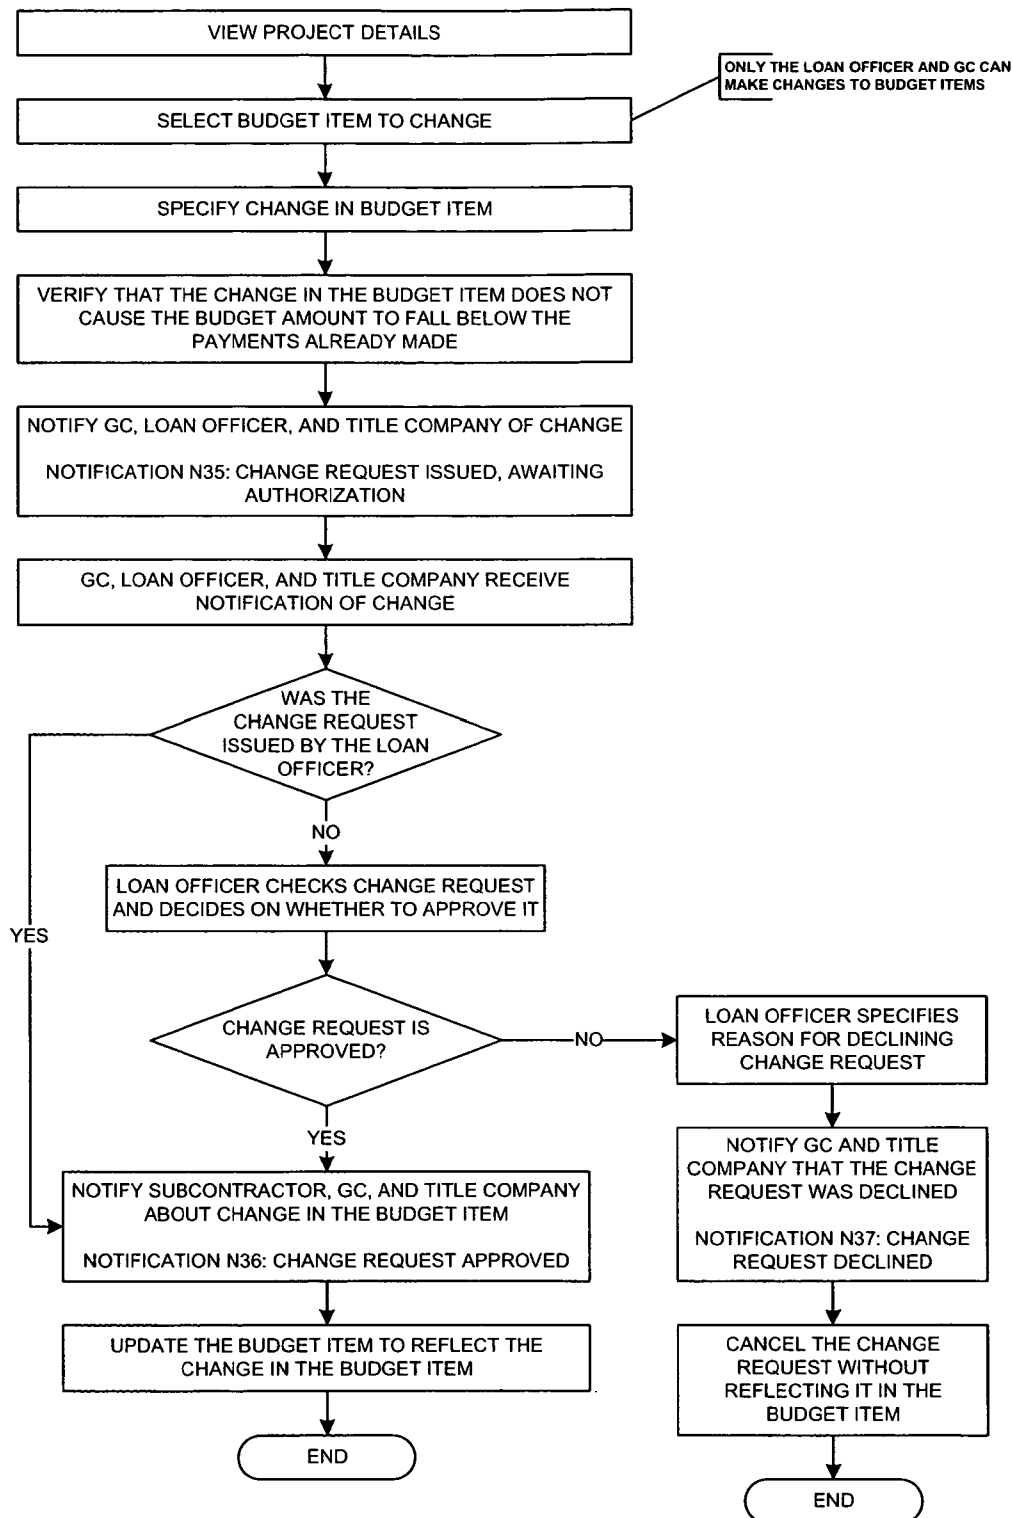 VIEW PROJECT DETAILS
ONLY THE LOAN OFFICER AND GC CAN
MAKE CHANGES TO BUDGET ITEMS
SELECT BUDGET ITEM TO CHANGE
SPECIFY CHANGE IN BUDGET ITEM
VERIFY THAT THE CHANGE IN THE BUDGET ITEM DOES NOT
CAUSE THE BUDGET AMOUNT TO FALL BELOW THE
PAYMENTS ALREADY MADE
NOTIFY GC, LOAN OFFICER, AND TITLE COMPANY OF CHANGE
NOTIFICATION N35: CHANGE REQUEST ISSUED, AWAITING
AUTHORIZATION
GC, LOAN OFFICER, AND TITLE COMPANY RECEIVE
NOTIFICATION OF CHANGE
WAS THE
CHANGE REQUEST
ISSUED BY THE LOAN
OFFICER?
NO
LOAN OFFICER CHECKS CHANGE REQUEST
AND DECIDES ON WHETHER TO APPROVE IT
YES
CHANGE REQUEST IS
APPROVED?
NO
LOAN OFFICER SPECIFIES
REASON FOR DECLINING
CHANGE REQUEST
YES
NOTIFY SUBCONTRACTOR, GC, AND TITLE COMPANY
ABOUT CHANGE IN THE BUDGET ITEM
NOTIFICATION N36: CHANGE REQUEST APPROVED
NOTIFY GC AND TITLE
COMPANY THAT THE CHANGE
REQUEST WAS DECLINED
NOTIFICATION N37: CHANGE
REQUEST DECLINED
UPDATE THE BUDGET ITEM TO REFLECT THE
CHANGE IN THE BUDGET ITEM
CANCEL THE CHANGE
REQUEST WITHOUT
REFLECTING IT IN THE
BUDGET ITEM
END
END